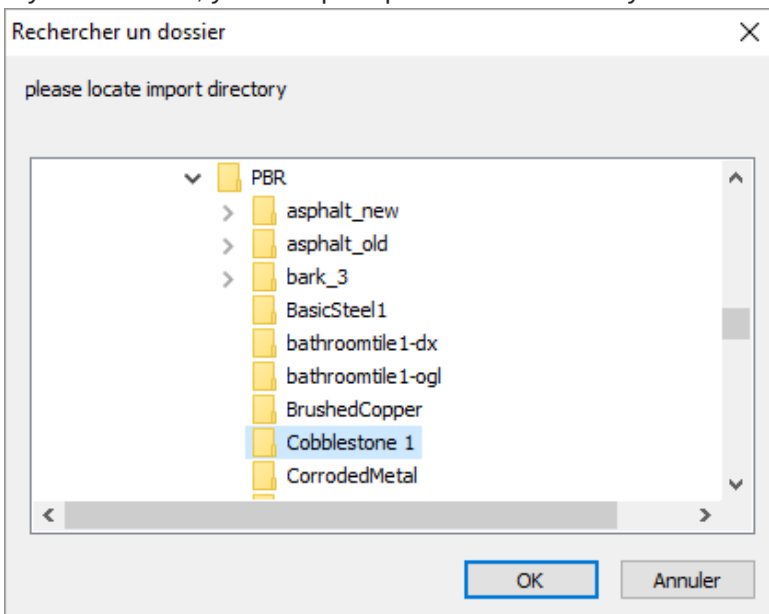 Rechercher un dossier
please locate import directory
PBR
asphalt_new
asphalt_old
bark_3
BasicSteel1
bathroomtile1-dx
bathroomtile1-ogl
BrushedCopper
Cobblestone 1
CorrodedMetal
OK
Annuler